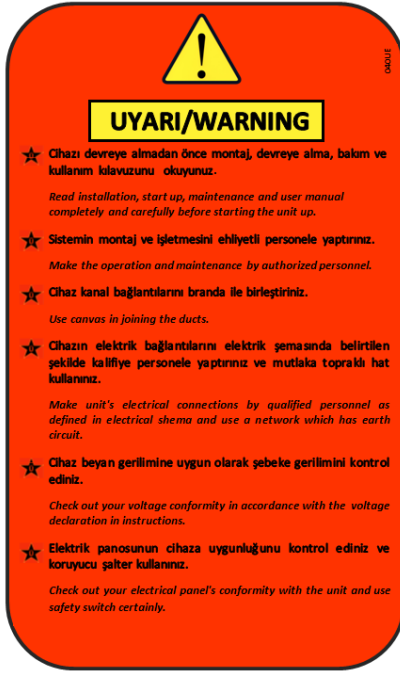 040UE
UYARI/WARNING
Cihazı devreye almadan önce montaj, devreye alma, bakım ve
kullanım kılavuzunu okuyunuz.
Read installation, start up, maintenance and user manual
completely and carefully before starting the unit up.
Sistemin montaj ve işletmesini ehliyetli personele yaptırınız.
Make the operation and maintenance by authorized personnel.
Cihaz kanal bağlantılarını branda ile birleştiriniz.
Use canvas in joining the ducts.
Cihazın elektrik bağlantılarını elektrik şemasında belirtilen
şekilde kalifiye personele yaptırınız ve mutlaka topraklı hat
kullanınız.
Make unit's electrical connections by qualified personnel as
defined in electrical shema and use a network which has earth
circuit.
Cihaz beyan gerilimine uygun olarak şebeke gerilimini kontrol
ediniz.
Check out your voltage conformity in accordance with the voltage
declaration in instructions.
Elektrik panosunun cihaza uygunluğunu kontrol ediniz ve
koruyucu şalter kullanınız.
Check out your electrical panel's conformity with the unit and use
safety switch certainly.